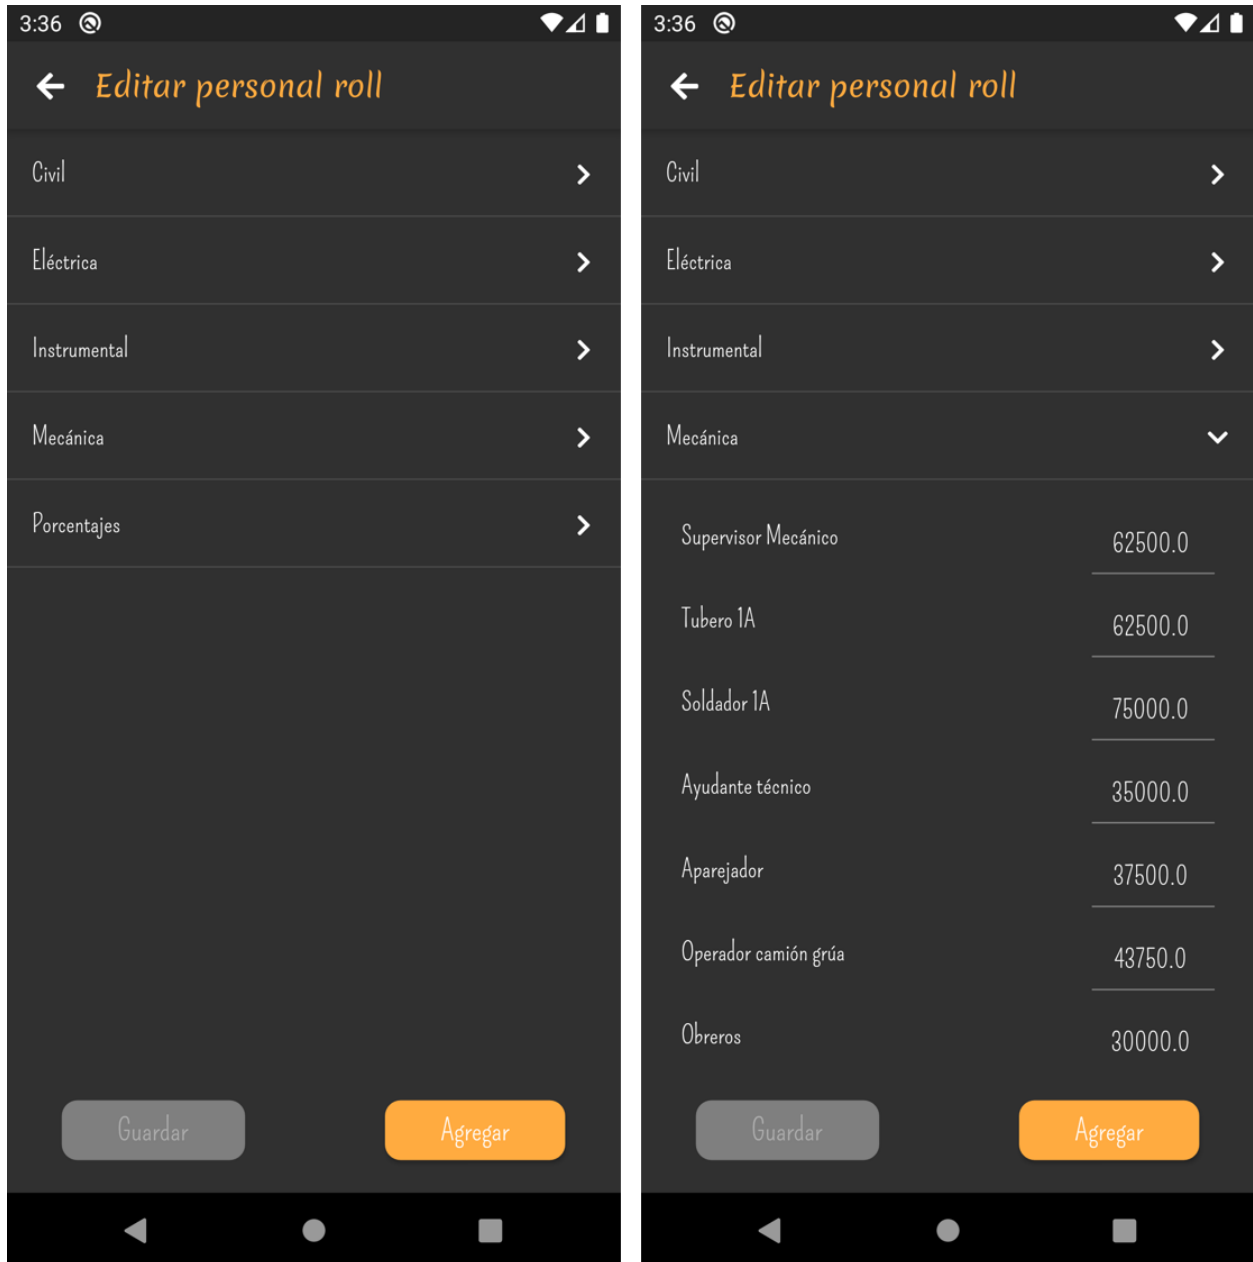 3:36
Editar personal roll
Civil
Eléctrica
Instrumental
Mecánica
Porcentajes
Guardar
Agregar
3:36
Editar personal roll
Civil
Eléctrica
Instrumental
Mecánica
Supervisor Mecánico 62500.0
Tubero 1A 62500.0
Soldador 1A 75000.0
Ayudante técnico 35000.0
Aparejador 37500.0
Operador camión grúa 43750.0
Obreros 30000.0
Guardar
Agregar